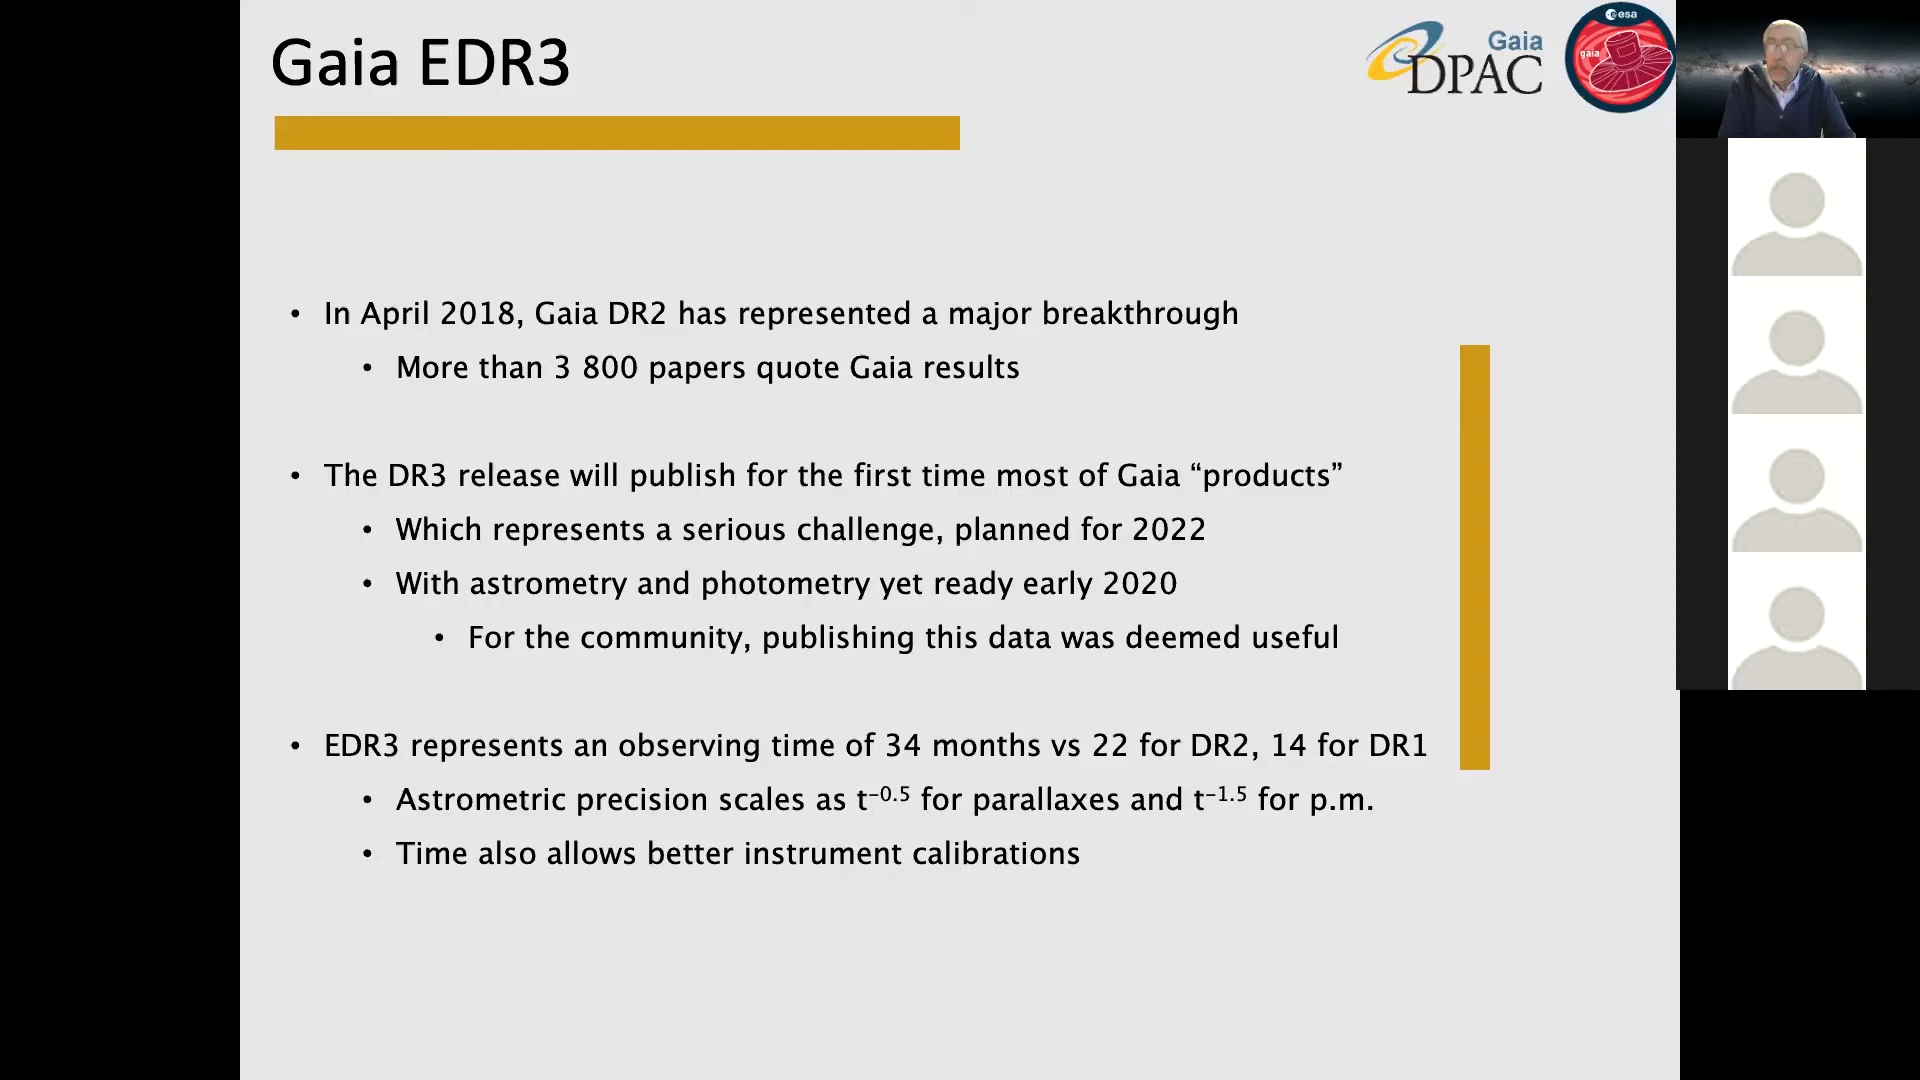 Gaia EDR3
Gaia
DPAC
esa
gaia
• In April 2018, Gaia DR2 has represented a major breakthrough
• More than 3 800 papers quote Gaia results
• The DR3 release will publish for the first time most of Gaia “products”
• Which represents a serious challenge, planned for 2022
• With astrometry and photometry yet ready early 2020
• For the community, publishing this data was deemed useful
• EDR3 represents an observing time of 34 months vs 22 for DR2, 14 for DR1
• Astrometric precision scales as t⁻⁰·⁵ for parallaxes and t⁻¹·⁵ for p.m.
• Time also allows better instrument calibrations